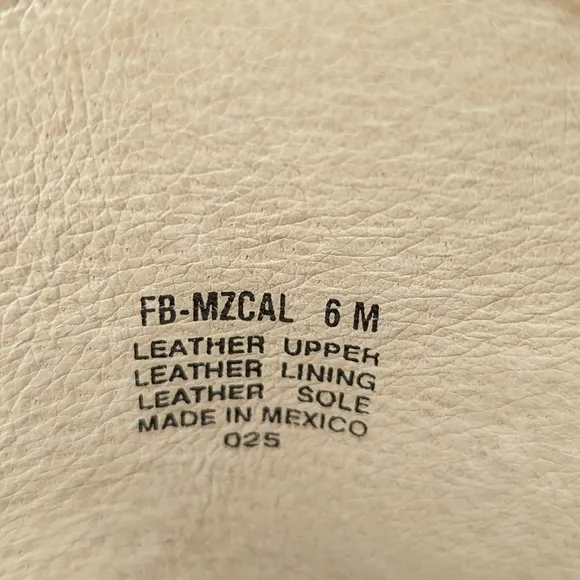 FB-MZCAL 6 M
LEATHER UPPER
LEATHER LINING
LEATHER SOLE
MADE IN MEXICO
025